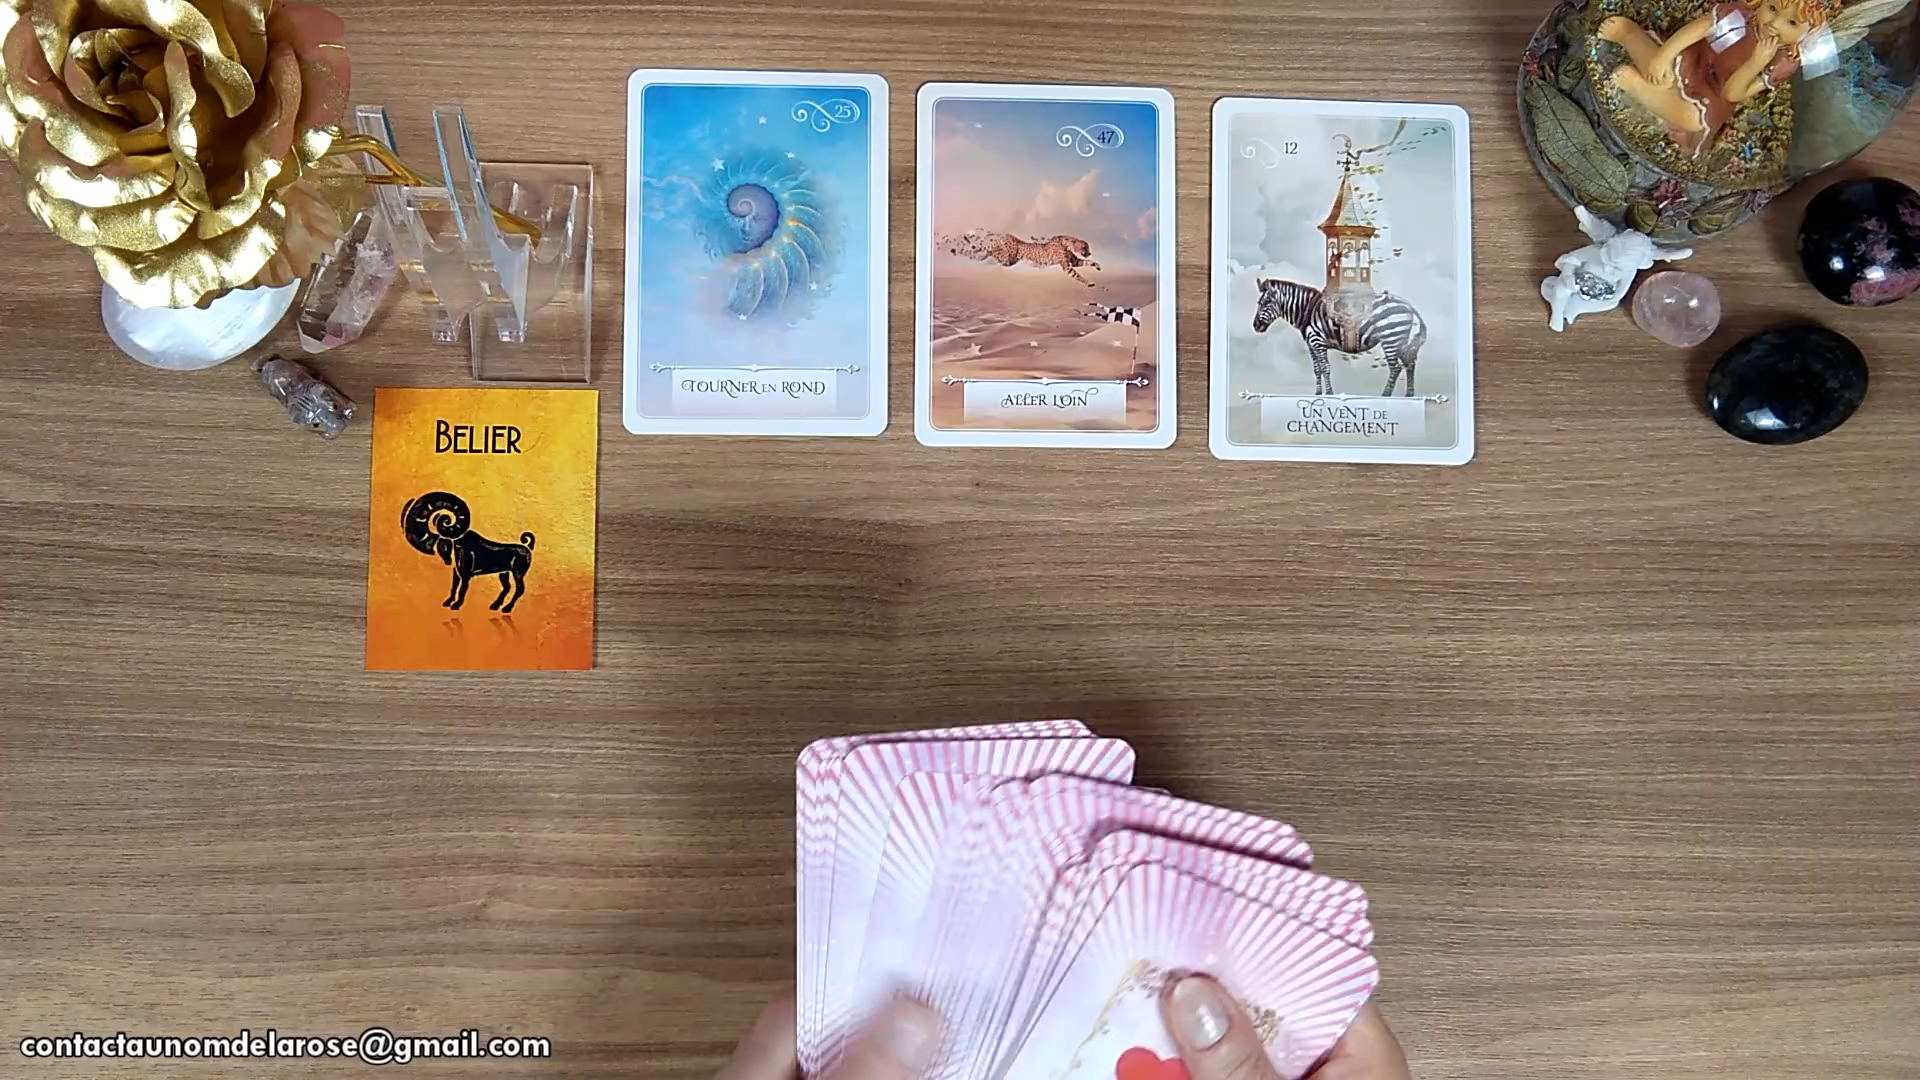 25
TOURNER EN ROND
47
ALLER LOIN
12
UN VENT DE
CHANGEMENT
BELIER
contactaunomdelarose@gmail.com